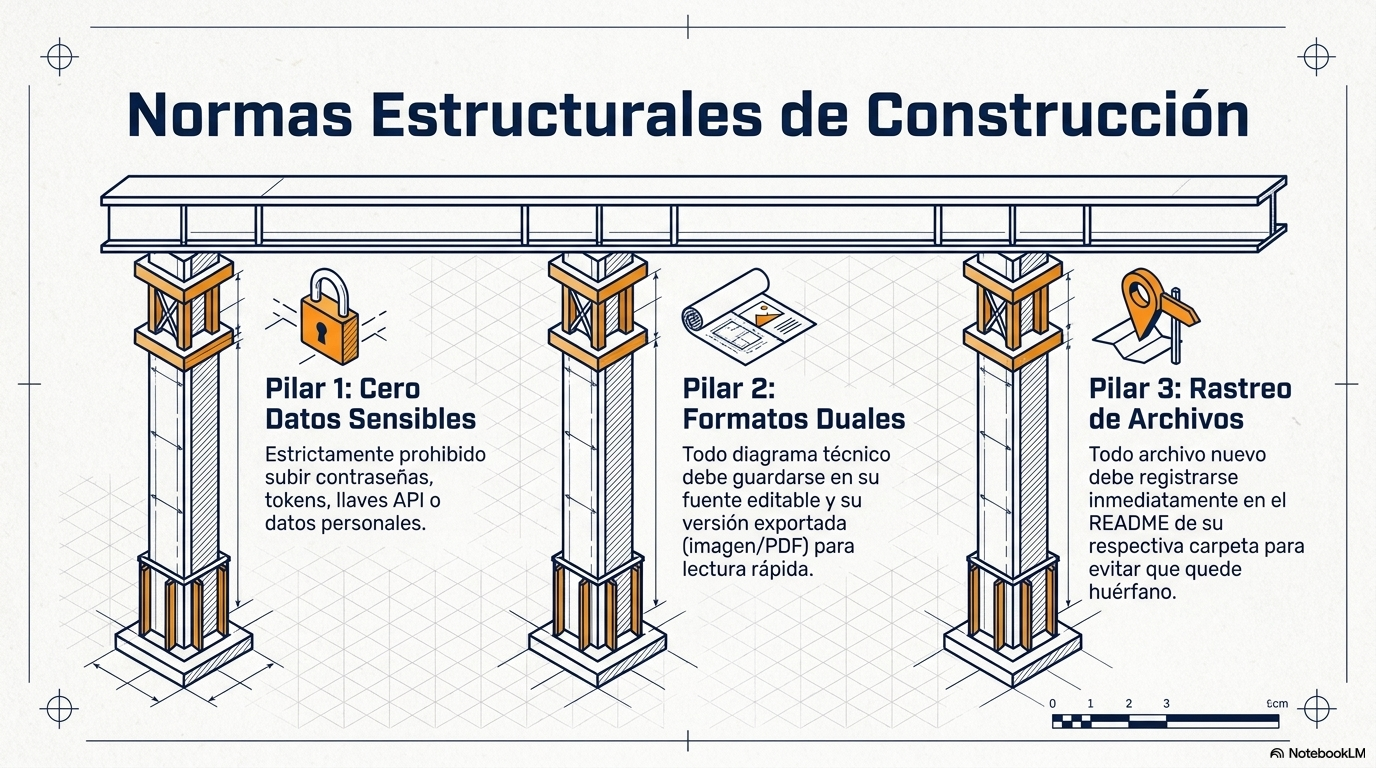 Normas Estructurales de Construcción
Pilar 1: Cero
Datos Sensibles
Estrictamente prohibido
subir contraseñas,
tokens, llaves API o
datos personales.
Pilar 2:
Formatos Duales
Todo diagrama técnico
debe guardarse en su
fuente editable y su
versión exportada
(imagen/PDF) para
lectura rápida.
Pilar 3: Rastreo
de Archivos
Todo archivo nuevo
debe registrarse
inmediatamente en el
README de su
respectiva carpeta para
evitar que quede
huérfano.
0 1 2 3
NotebookLM